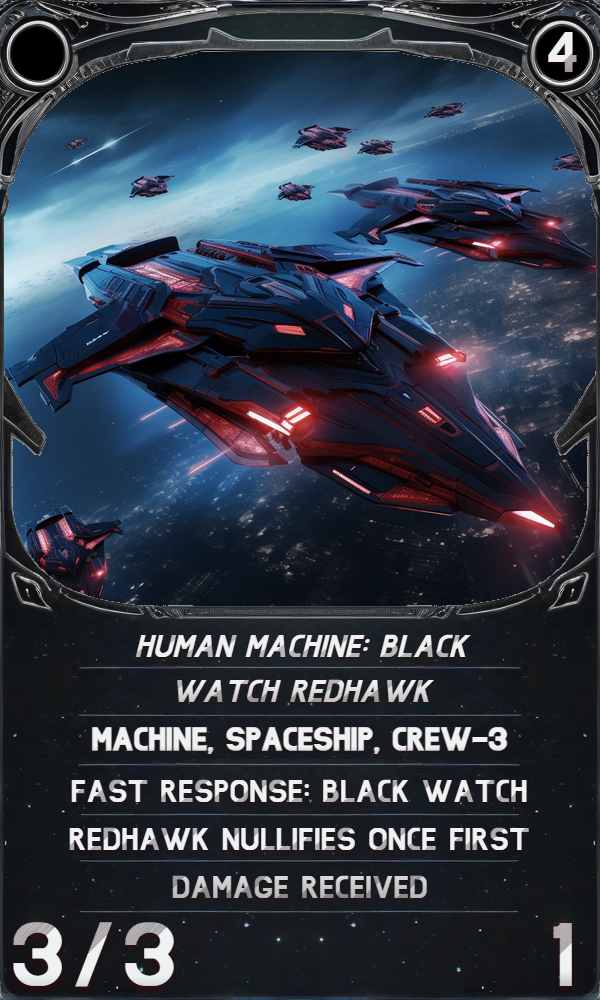 4
HUMAN MACHINE: BLACK
WATCH REDHAWK
MACHINE, SPACESHIP, CREW-3
FAST RESPONSE: BLACK WATCH
REDHAWK NULLIFIES ONCE FIRST
DAMAGE RECEIVED
3/3
1